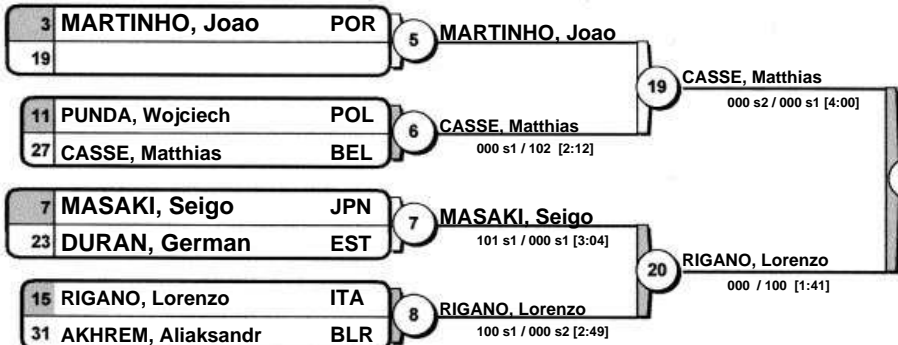 3 MARTINHO, Joao POR
19
5
MARTINHO, Joao
11 PUNDA, Wojciech POL
27 CASSE, Matthias BEL
6
CASSE, Matthias
000 s1 / 102 [2:12]
19
CASSE, Matthias
000 s2 / 000 s1 [4:00]
7 MASAKI, Seigo JPN
23 DURAN, German EST
7
MASAKI, Seigo
101 s1 / 000 s1 [3:04]
15 RIGANO, Lorenzo ITA
31 AKHREM, Aliaksandr BLR
8
RIGANO, Lorenzo
100 s1 / 000 s2 [2:49]
20
RIGANO, Lorenzo
000 / 100 [1:41]